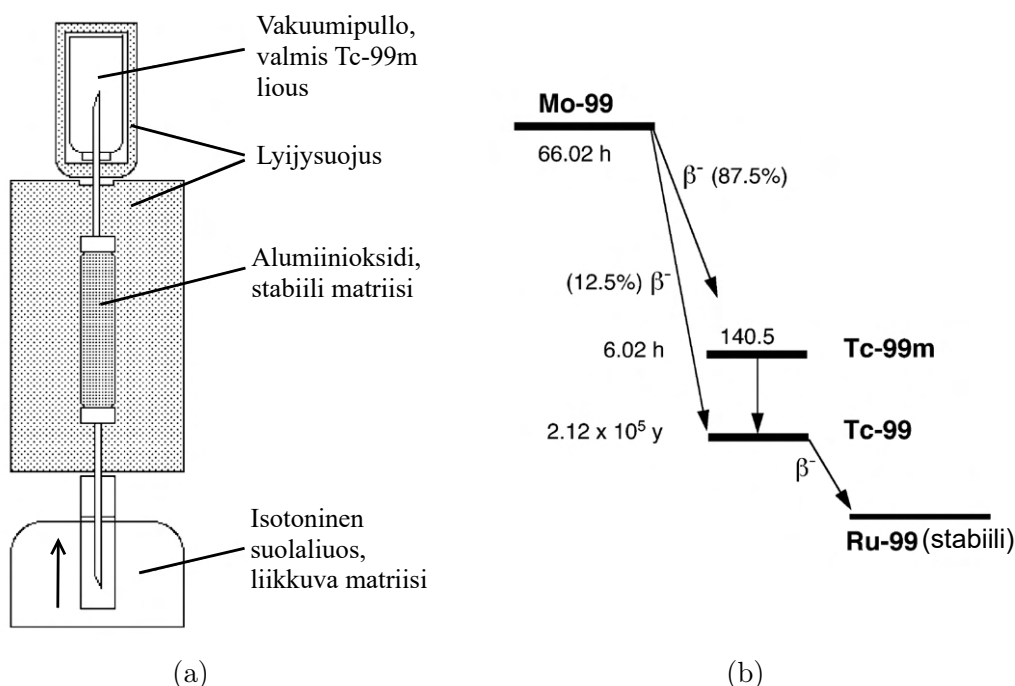 Vakuumipullo,
valmis Tc-99m
lious
Lyijysuojus
Alumiinioksidi,
stabiili matriisi
Isotoninen
suolaliuos,
liikkuva matriisi
(a)
Mo-99
66.02 h
β⁻ (87.5%)
(12.5%) β⁻
140.5
6.02 h
Tc-99m
2.12 x 10⁵ y
Tc-99
β⁻
Ru-99 (stabiili)
(b)